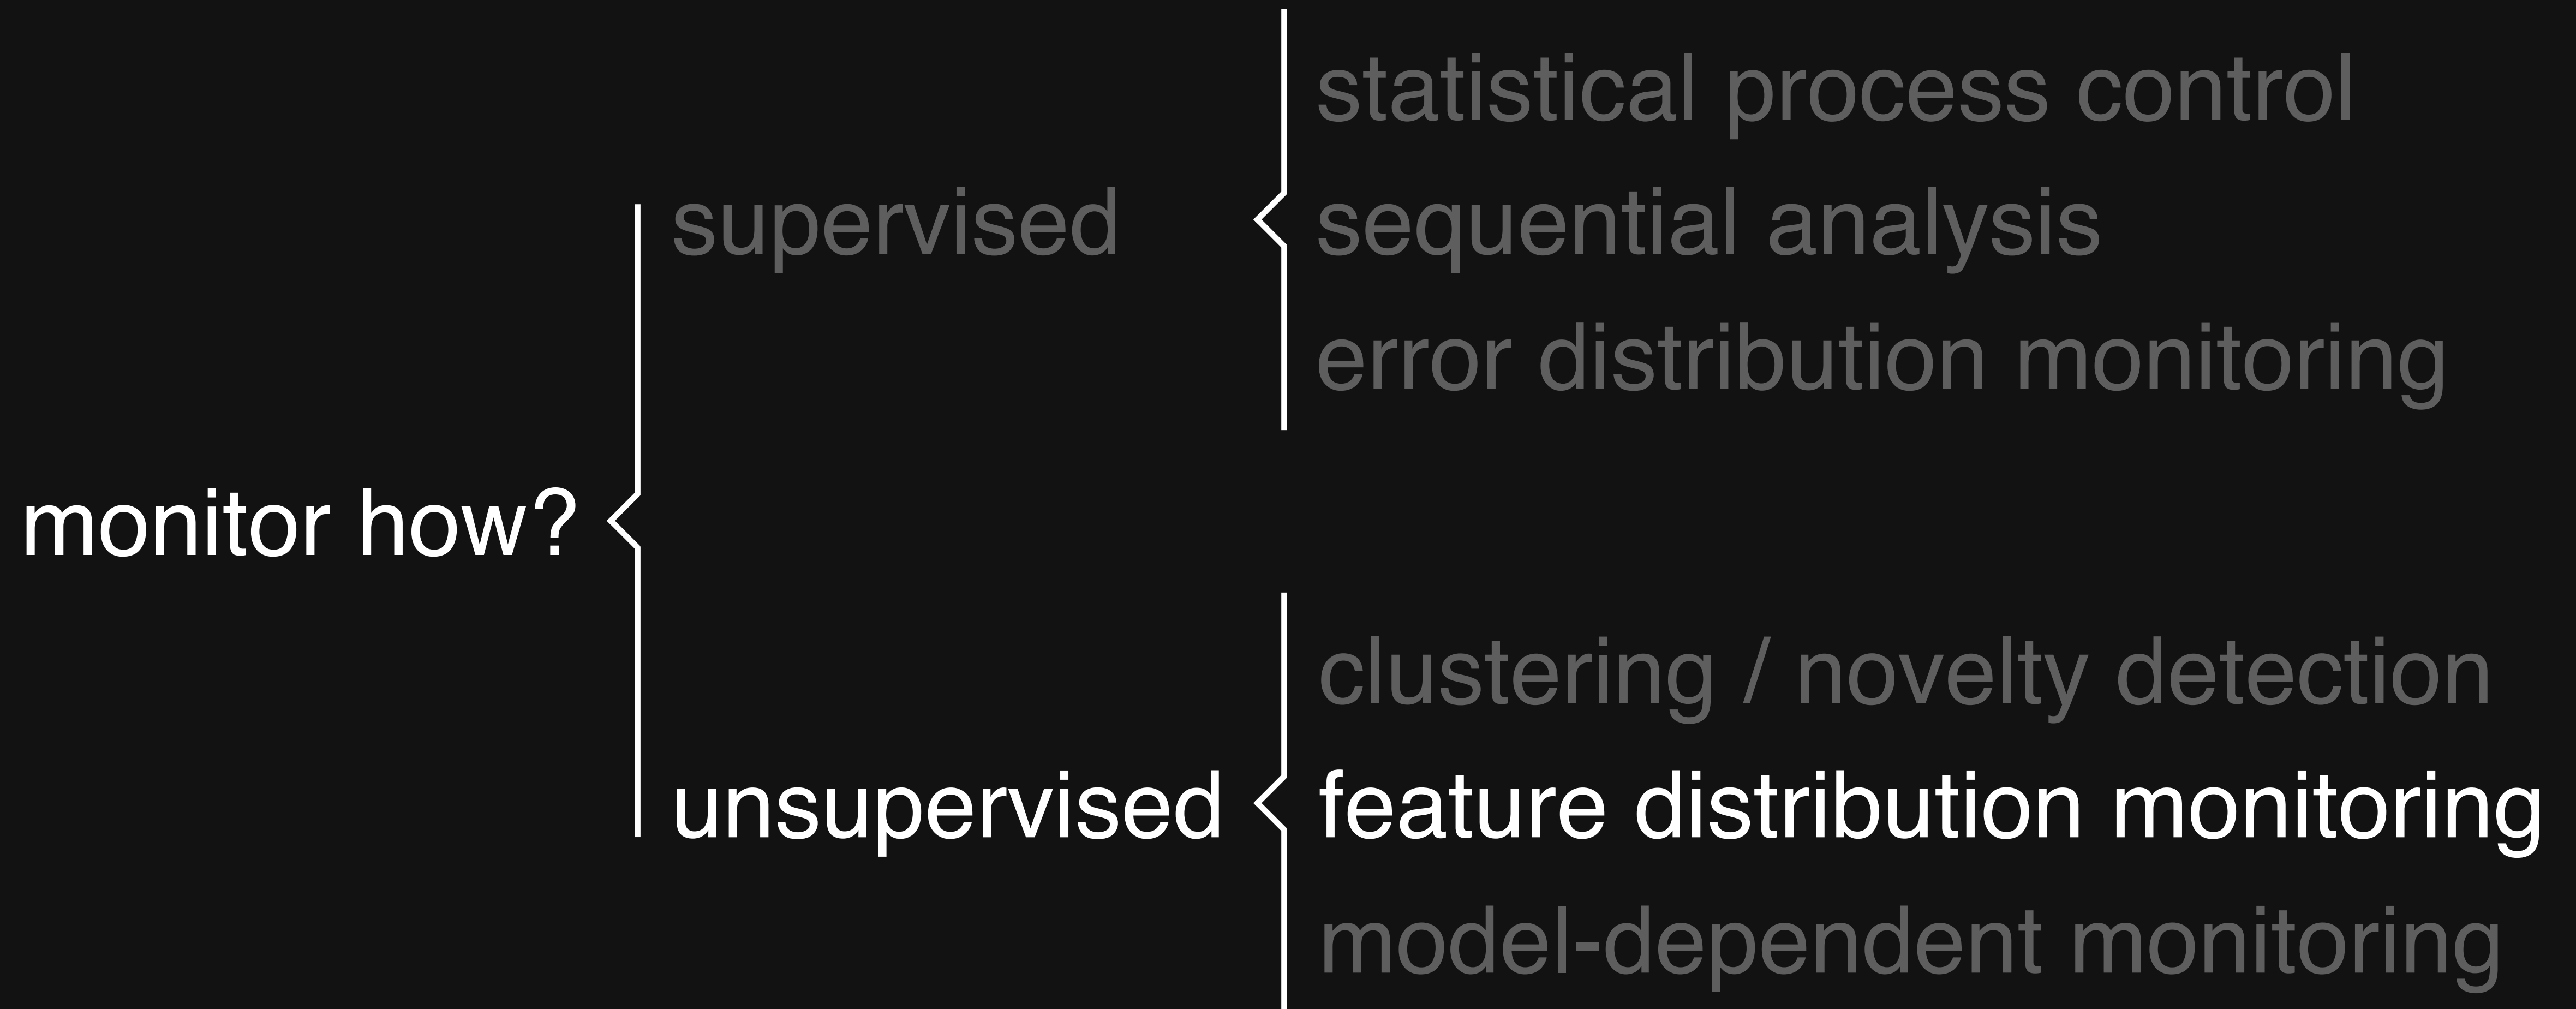 statistical process control
supervised
sequential analysis
error distribution monitoring
monitor how?
clustering / novelty detection
unsupervised
feature distribution monitoring
model-dependent monitoring